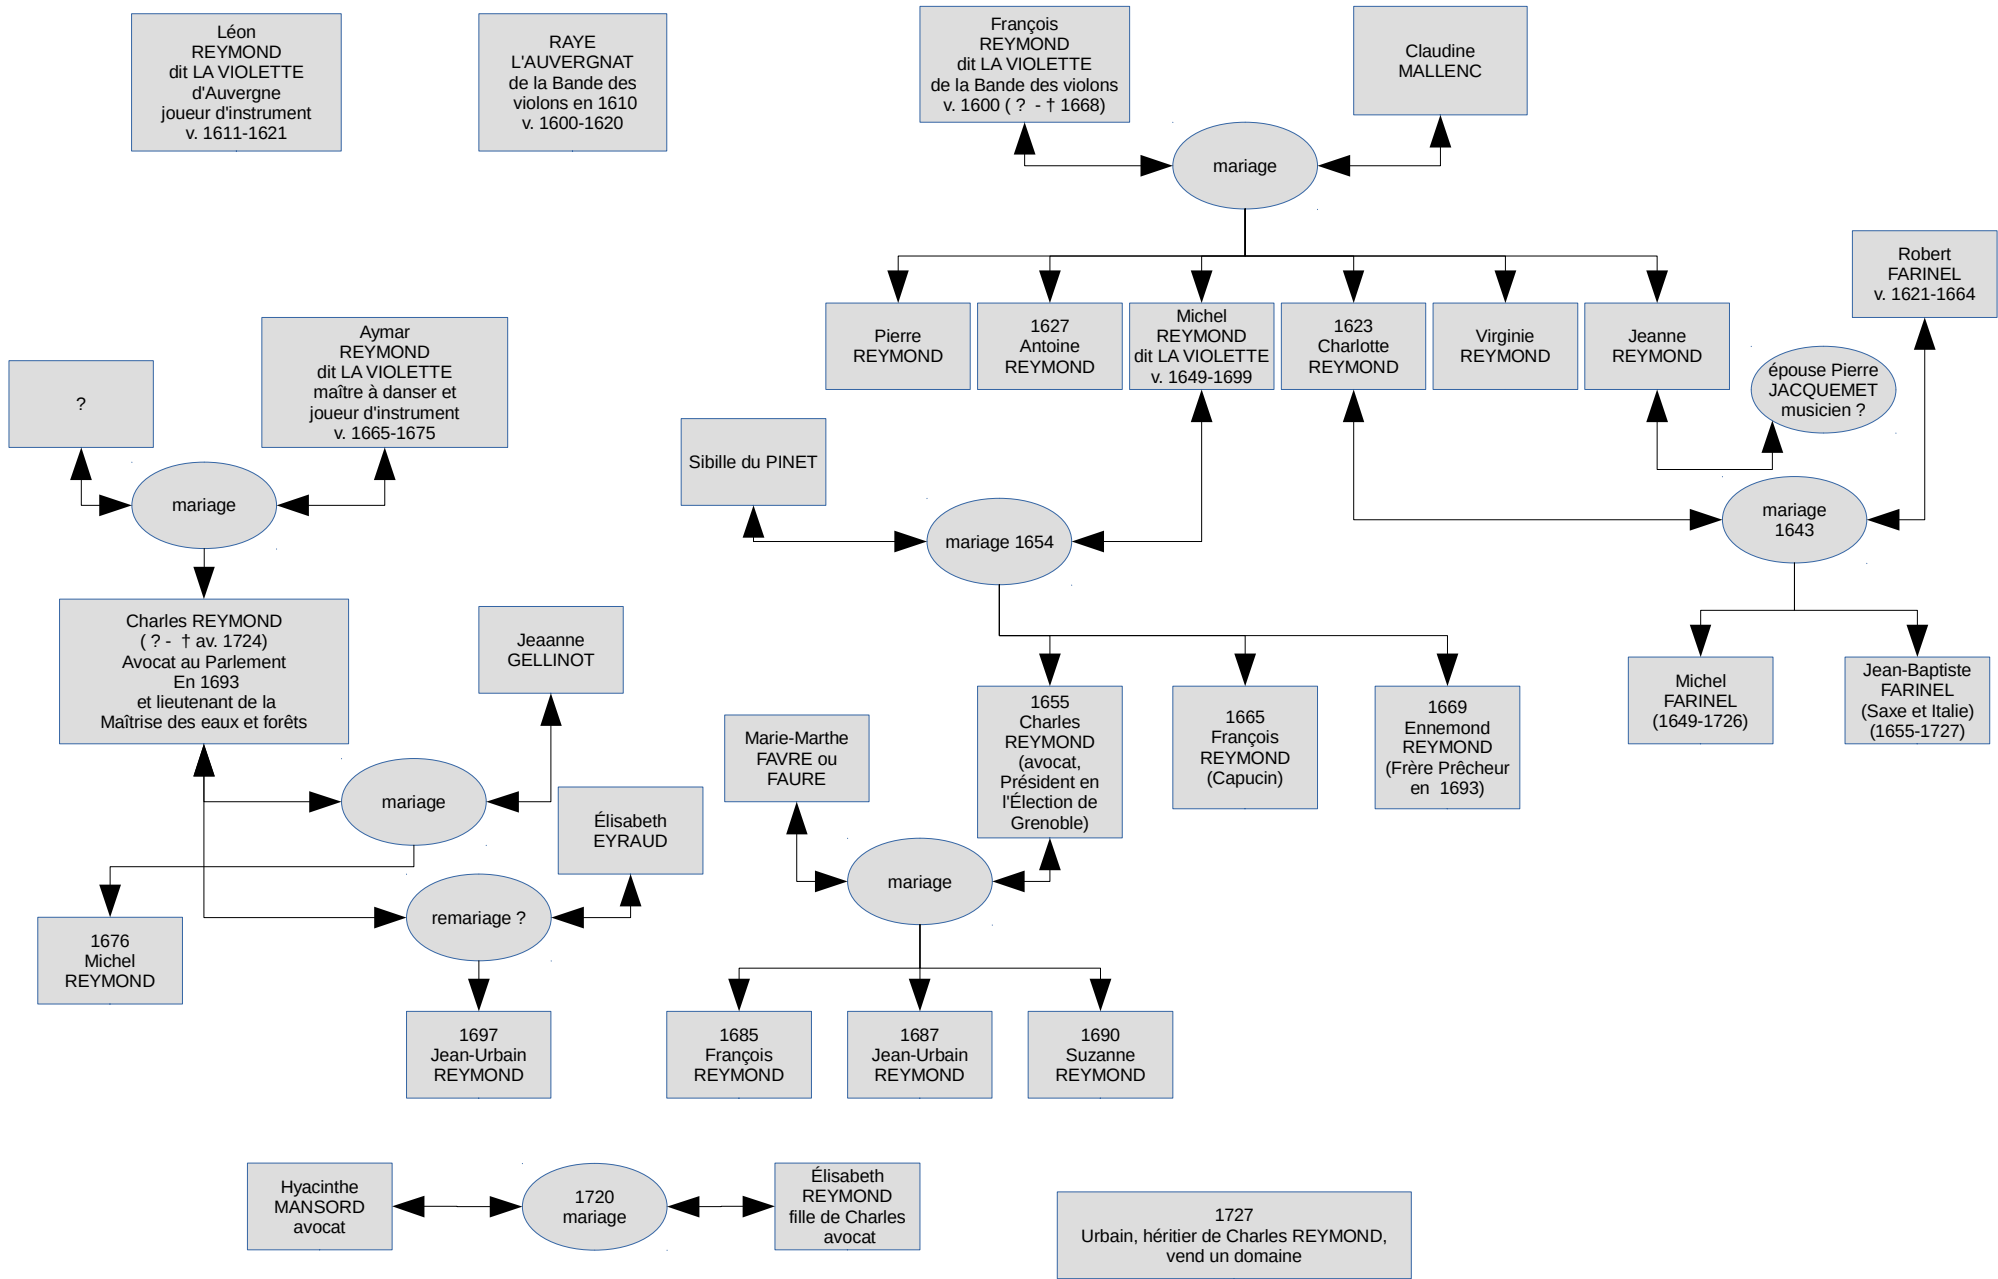 Léon
REYMOND
dit LA VIOLETTE
d'Auvergne
joueur d'instrument
v. 1611-1621
RAYE
L'AUVERGNAT
de la Bande des
violons en 1610
v. 1600-1620
François
REYMOND
dit LA VIOLETTE
de la Bande des violons
v. 1600 ( ? - † 1668)
Claudine
MALLENC
mariage
Robert
FARINEL
v. 1621-1664
Pierre
REYMOND
1627
Antoine
REYMOND
Michel
REYMOND
dit LA VIOLETTE
v. 1649-1699
1623
Charlotte
REYMOND
Virginie
REYMOND
Jeanne
REYMOND
épouse Pierre
JACQUEMET
musicien ?
?
Aymar
REYMOND
dit LA VIOLETTE
maître à danser et
joueur d'instrument
v. 1665-1675
mariage
Sibille du PINET
mariage 1654
mariage
1643
Charles REYMOND
( ? - † av. 1724)
Avocat au Parlement
En 1693
et lieutenant de la
Maîtrise des eaux et forêts
Jeaanne
GELLINOT
Michel
FARINEL
(1649-1726)
Jean-Baptiste
FARINEL
(Saxe et Italie)
(1655-1727)
1655
Charles
REYMOND
(avocat,
Président en
l'Élection de
Grenoble)
1665
François
REYMOND
(Capucin)
1669
Ennemond
REYMOND
(Frère Prêcheur
en 1693)
Marie-Marthe
FAVRE ou
FAURE
mariage
Élisabeth
EYRAUD
mariage
remariage ?
1676
Michel
REYMOND
1697
Jean-Urbain
REYMOND
1685
François
REYMOND
1687
Jean-Urbain
REYMOND
1690
Suzanne
REYMOND
Hyacinthe
MANSORD
avocat
1720
mariage
Élisabeth
REYMOND
fille de Charles
avocat
1727
Urbain, héritier de Charles REYMOND,
vend un domaine